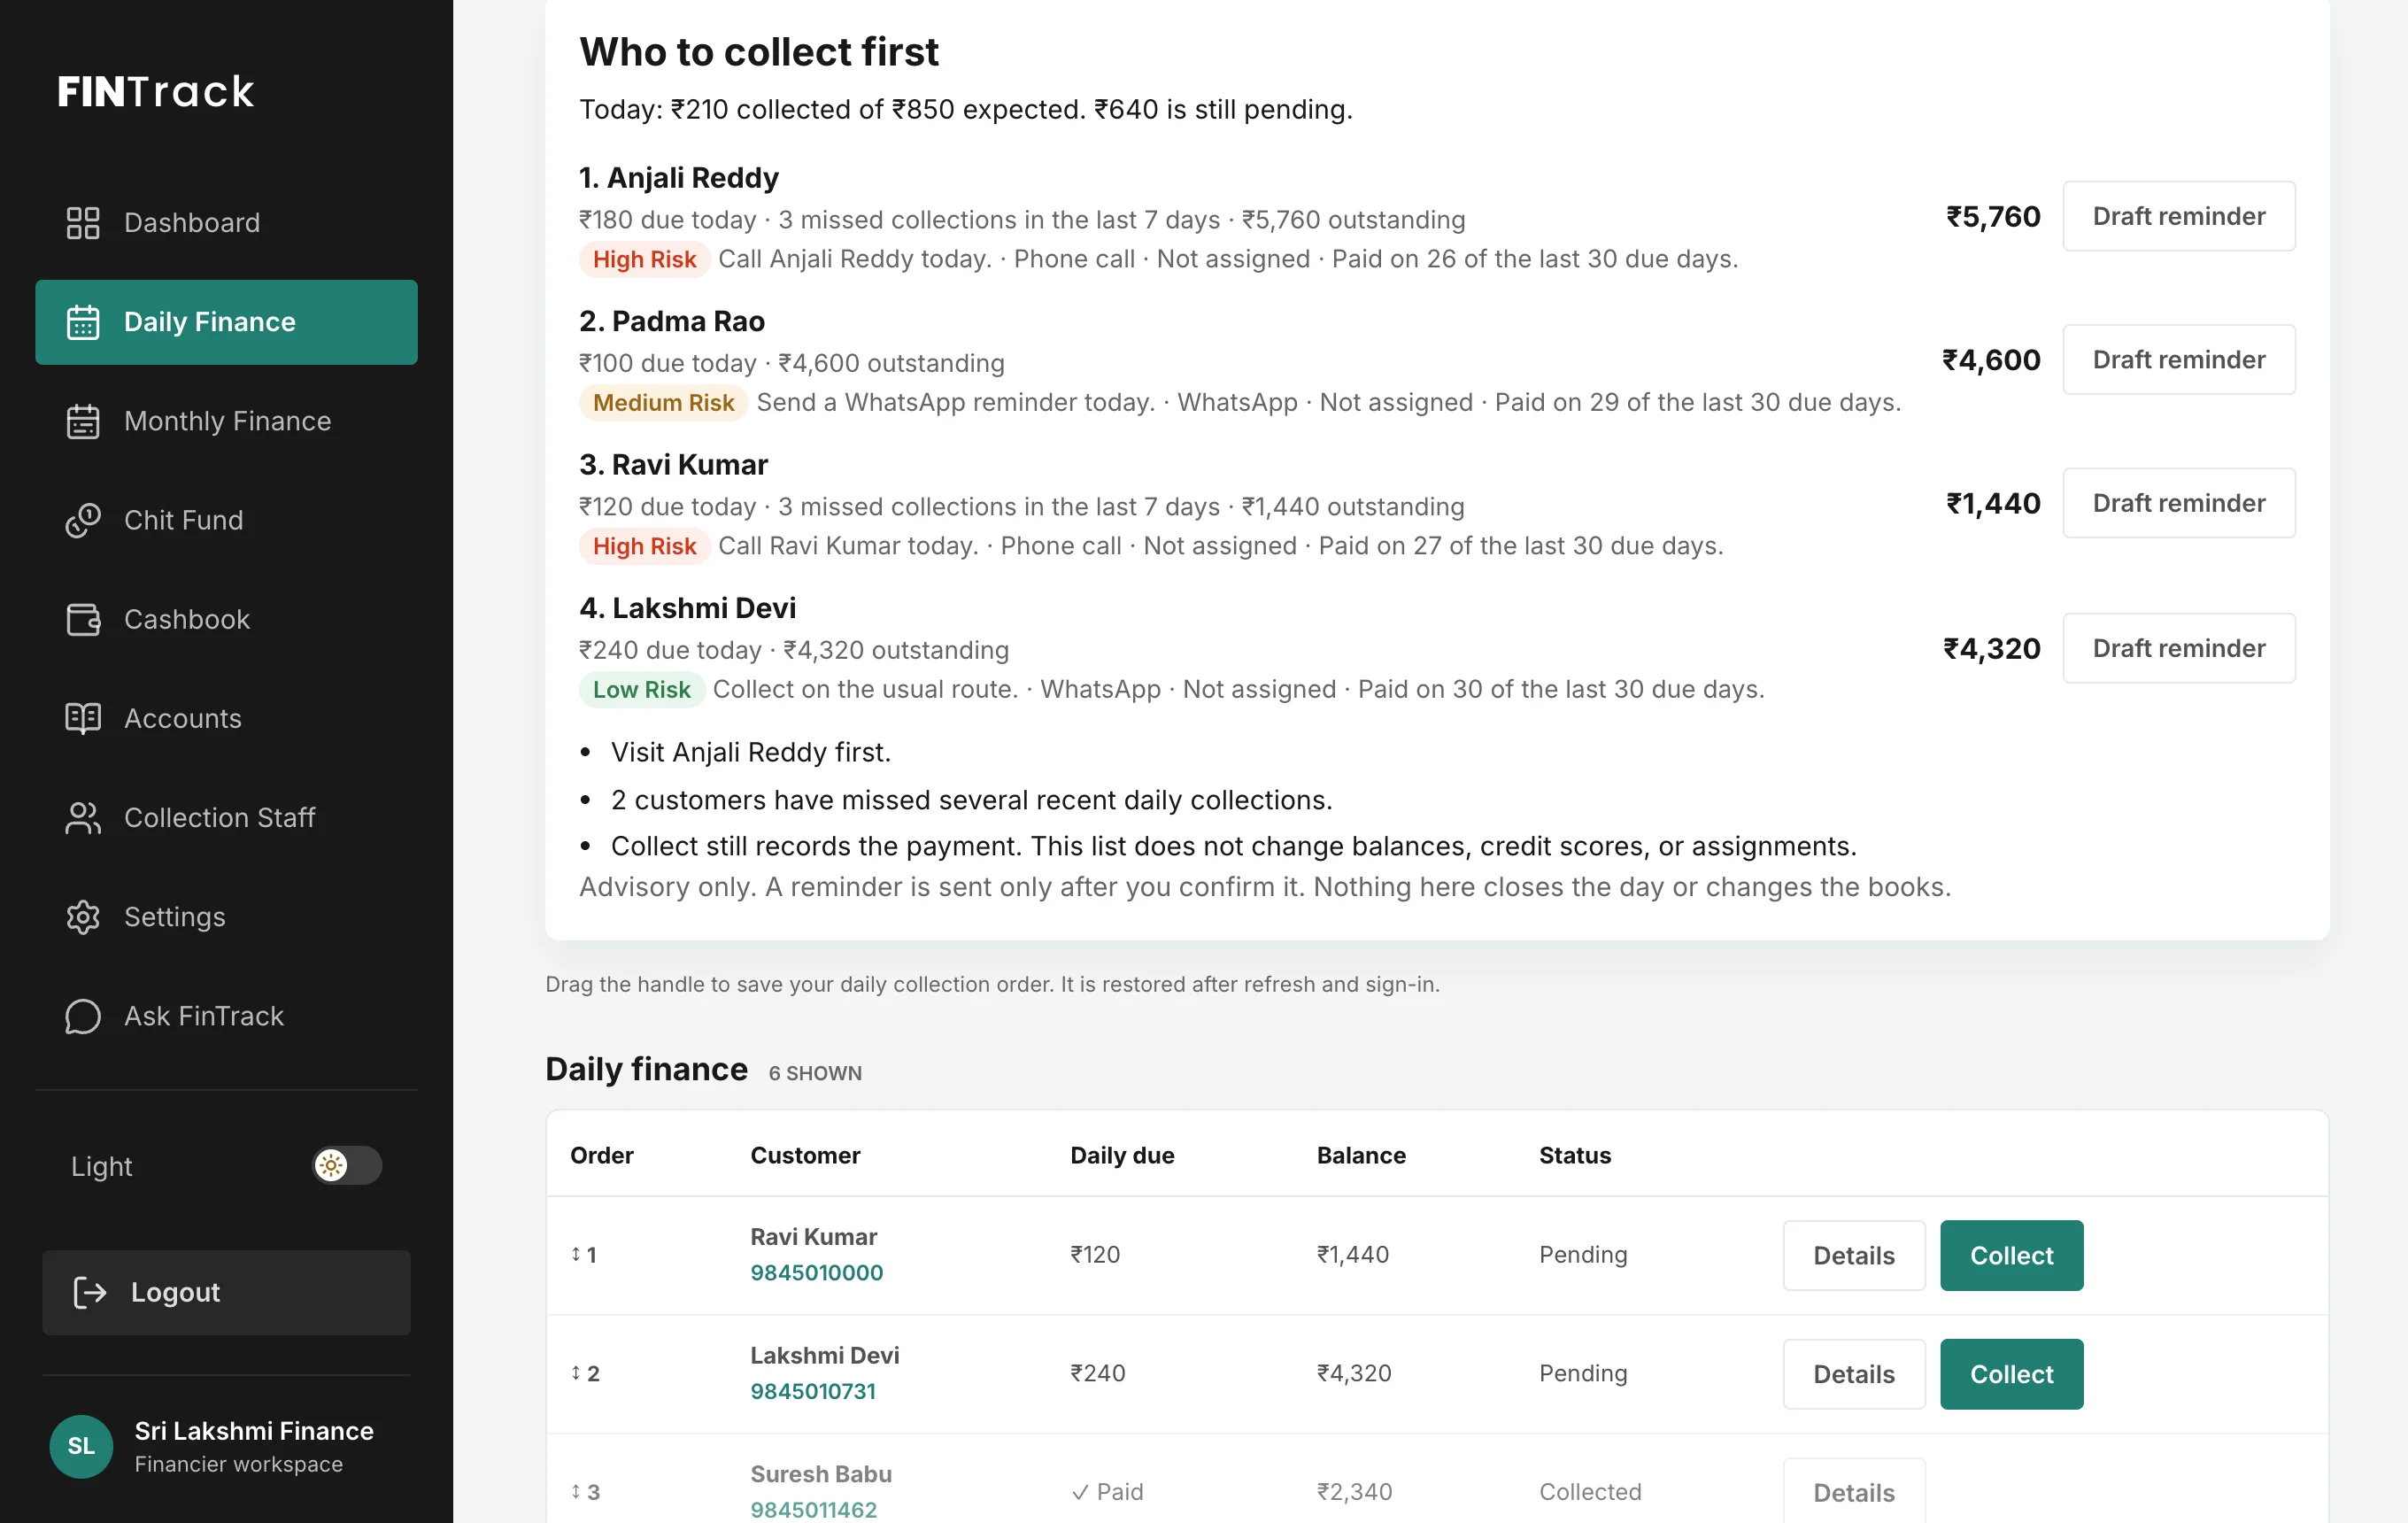 FINTrack
Dashboard
Daily Finance
Monthly Finance
Chit Fund
Cashbook
Accounts
Collection Staff
Settings
Ask FinTrack
Light
Logout
SL
Sri Lakshmi Finance
Financier workspace
Who to collect first
Today: ₹210 collected of ₹850 expected. ₹640 is still pending.
1. Anjali Reddy
₹180 due today · 3 missed collections in the last 7 days · ₹5,760 outstanding
High Risk Call Anjali Reddy today. · Phone call · Not assigned · Paid on 26 of the last 30 due days.
₹5,760 Draft reminder
2. Padma Rao
₹100 due today · ₹4,600 outstanding
Medium Risk Send a WhatsApp reminder today. · WhatsApp · Not assigned · Paid on 29 of the last 30 due days.
₹4,600 Draft reminder
3. Ravi Kumar
₹120 due today · 3 missed collections in the last 7 days · ₹1,440 outstanding
High Risk Call Ravi Kumar today. · Phone call · Not assigned · Paid on 27 of the last 30 due days.
₹1,440 Draft reminder
4. Lakshmi Devi
₹240 due today · ₹4,320 outstanding
Low Risk Collect on the usual route. · WhatsApp · Not assigned · Paid on 30 of the last 30 due days.
₹4,320 Draft reminder
• Visit Anjali Reddy first.
• 2 customers have missed several recent daily collections.
• Collect still records the payment. This list does not change balances, credit scores, or assignments.
Advisory only. A reminder is sent only after you confirm it. Nothing here closes the day or changes the books.
Drag the handle to save your daily collection order. It is restored after refresh and sign-in.
Daily finance 6 SHOWN
Order Customer Daily due Balance Status
↕ 1 Ravi Kumar ₹120 ₹1,440 Pending Details Collect
9845010000
↕ 2 Lakshmi Devi ₹240 ₹4,320 Pending Details Collect
9845010731
↕ 3 Suresh Babu ✓ Paid ₹2,340 Collected Details
9845011462